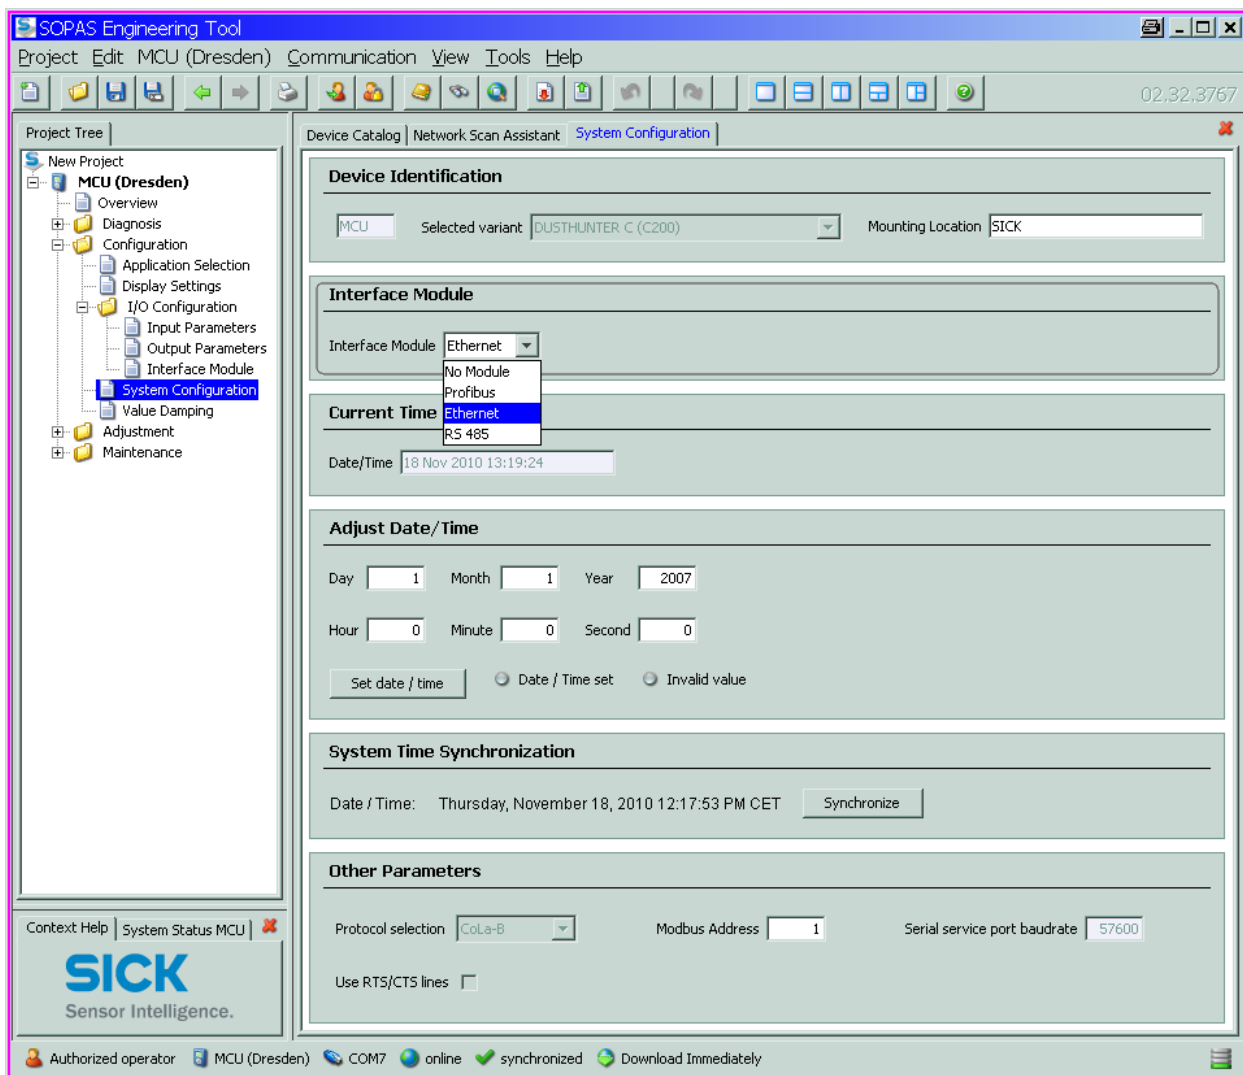 SOPAS Engineering Tool
Project Edit MCU (Dresden) Communication View Tools Help
02.32.3767
Project Tree
New Project
MCU (Dresden)
Overview
Diagnosis
Configuration
Application Selection
Display Settings
I/O Configuration
Input Parameters
Output Parameters
Interface Module
System Configuration
Value Damping
Adjustment
Maintenance
Device Catalog Network Scan Assistant System Configuration
Device Identification
MCU Selected variant DUSTHUNTER C (C200) Mounting Location SICK
Interface Module
Interface Module Ethernet
No Module
Profibus
Ethernet
RS 485
Current Time
Date/Time 18 Nov 2010 13:19:24
Adjust Date/Time
Day 1 Month 1 Year 2007
Hour 0 Minute 0 Second 0
Set date / time Date / Time set Invalid value
System Time Synchronization
Date / Time: Thursday, November 18, 2010 12:17:53 PM CET Synchronize
Other Parameters
Protocol selection CoLa-B Modbus Address 1 Serial service port baudrate 57600
Use RTS/CTS lines
Context Help System Status MCU
SICK
Sensor Intelligence.
Authorized operator MCU (Dresden) COM7 online synchronized Download Immediately